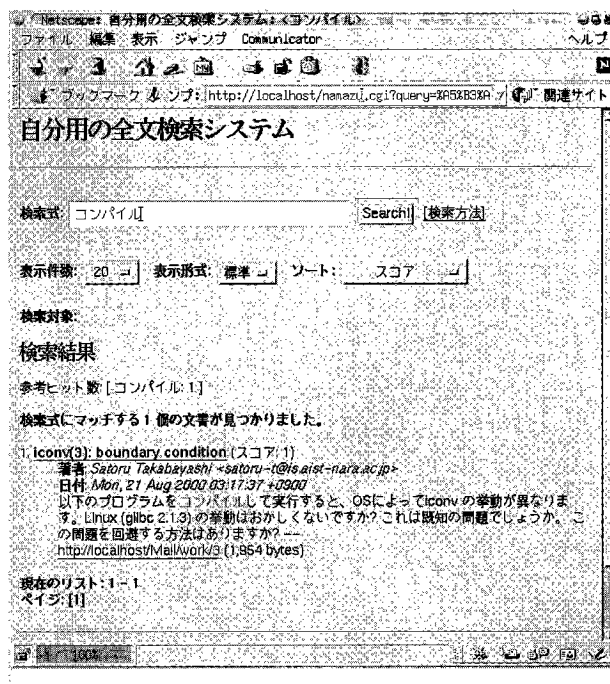 Netscape: 自分用の全文検索システム: <コンパイル>
ファイル 編集 表示 ジャンプ Communicator ヘルプ
ブックマーク ジャンプ: http://localhost/namazu.cgi?query=%A5%B3%A 関連サイト
自分用の全文検索システム
検索式: コンパイル Search! [検索方法]
表示件数: 20 表示形式: 標準 ソート: スコア
検索対象:
検索結果
参考ヒット数: [ コンパイル: 1 ]
検索式にマッチする 1 個の文書が見つかりました。
1. iconv(3): boundary condition (スコア: 1)
著者: Satoru Takabayashi <satoru-t@is.aist-nara.ac.jp>
日付: Mon, 21 Aug 2000 03:17:37 +0900
以下のプログラムをコンパイルして実行すると、OSによってiconv の挙動が異なりま
す。Linux (glibc 2.1.3) の挙動はおかしくないですか? これは既知の問題でしょうか。こ
の問題を回避する方法はありますか? ---
http://localhost/Mail/work/3 (1,954 bytes)
現在のリスト: 1 - 1
ページ: [1]
100%